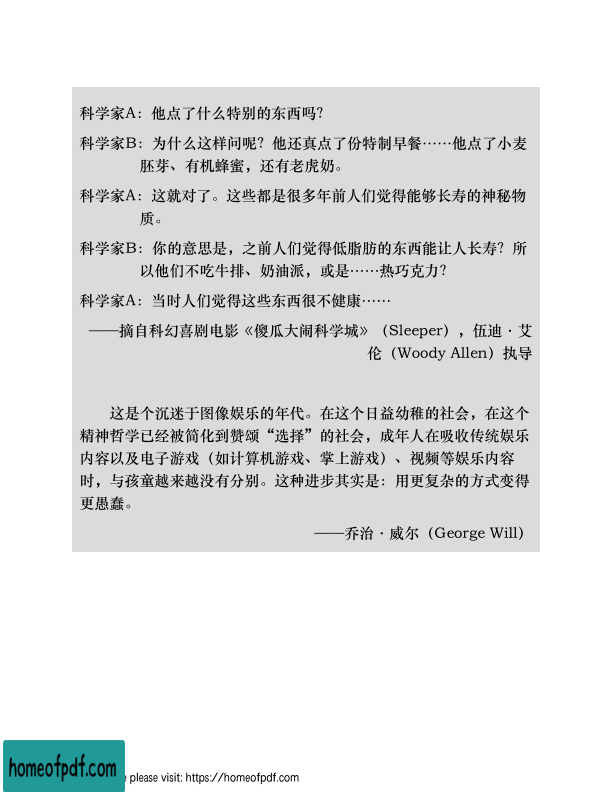 科学家A：他点了什么特别的东西吗？
科学家B：为什么这样问呢？他还真点了份特制早餐……他点了小麦
胚芽、有机蜂蜜，还有老虎奶。
科学家A：这就对了。这些都是很多年前人们觉得能够长寿的神秘物
质。
科学家B：你的意思是，之前人们觉得低脂肪的东西能让人长寿？所
以他们不吃牛排、奶油派，或是……热巧克力？
科学家A：当时人们觉得这些东西很不健康……
——摘自科幻喜剧电影《傻瓜大闹科学城》（Sleeper），伍迪·艾
伦（Woody Allen）执导
这是个沉迷于图像娱乐的年代。在这个日益幼稚的社会，在这个
精神哲学已经被简化到赞颂“选择”的社会，成年人在吸收传统娱乐
内容以及电子游戏（如计算机游戏、掌上游戏）、视频等娱乐内容
时，与孩童越来越没有分别。这种进步其实是：用更复杂的方式变得
更愚蠢。
——乔治·威尔（George Will）
homeofpdf.com
e please visit: https://homeofpdf.com